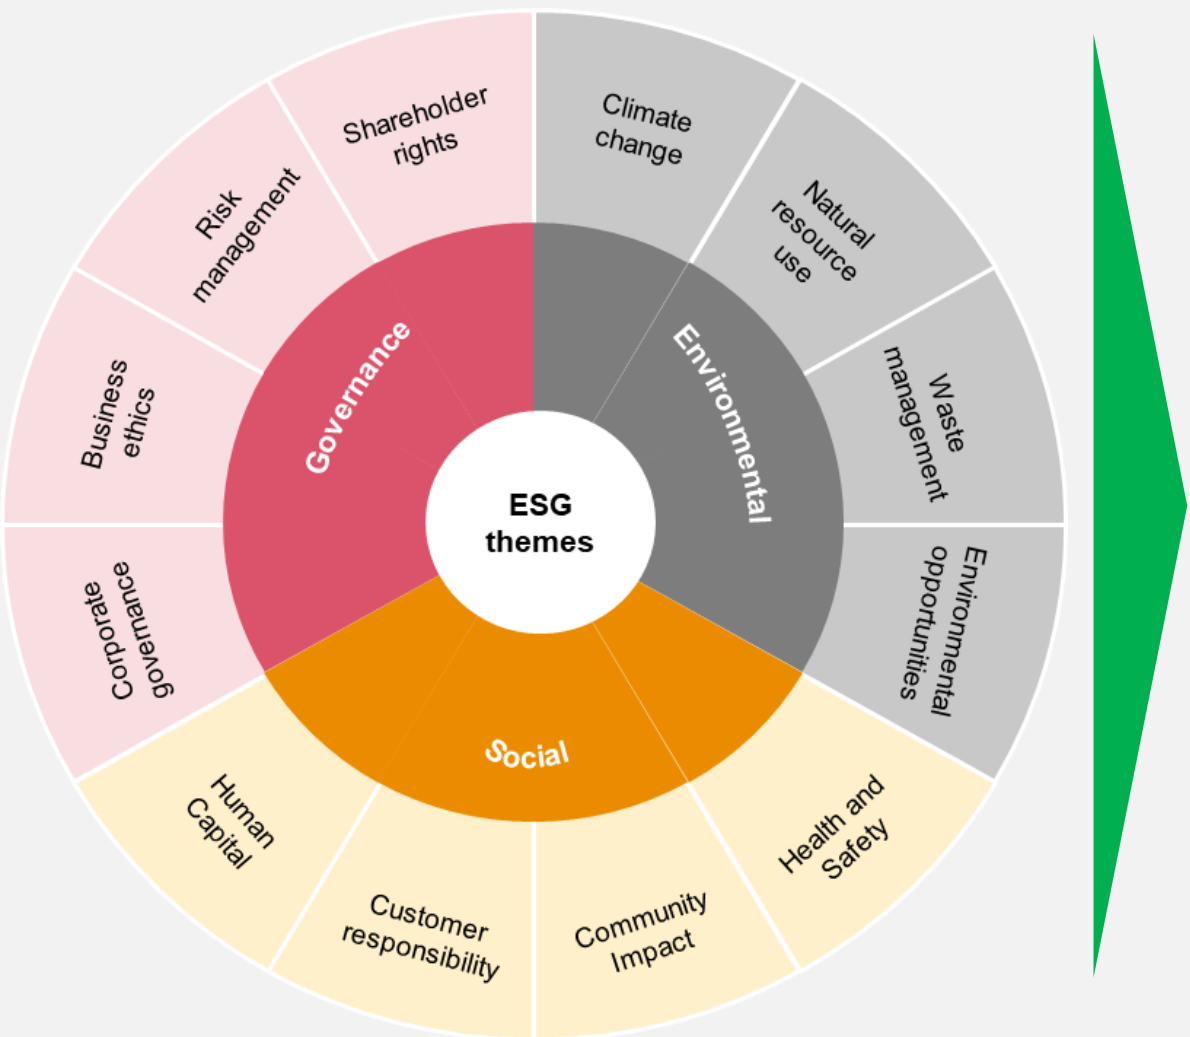 ESG
themes
Environmental
Climate
change
Natural
resource
use
Waste
management
Environmental
opportunities
Social
Health and
Safety
Community
Impact
Customer
responsibility
Human
Capital
Governance
Corporate
governance
Business
ethics
Risk
management
Shareholder
rights